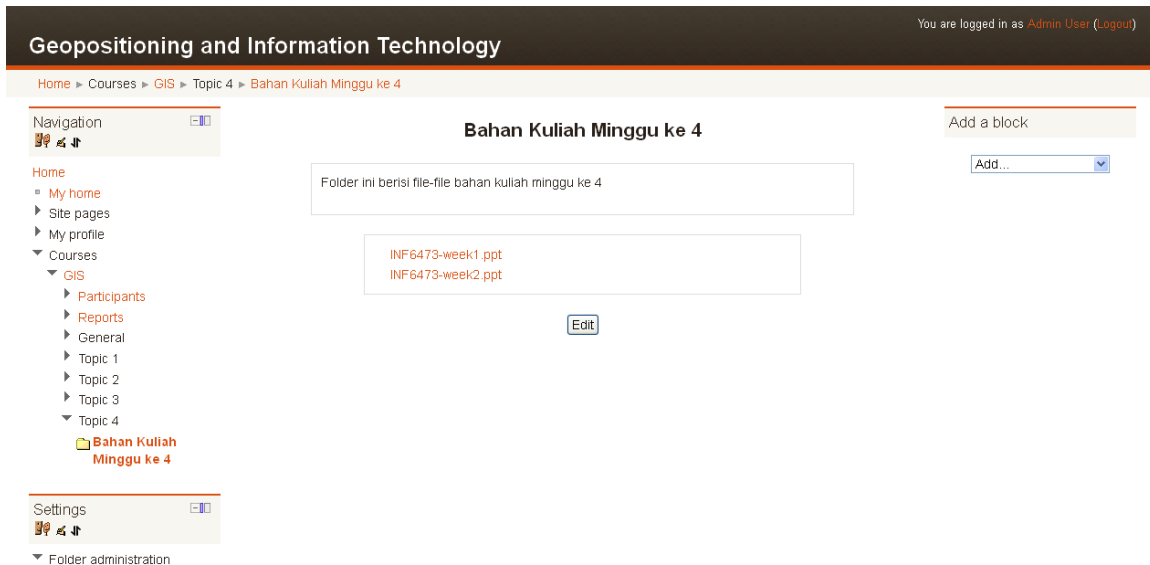 You are logged in as Admin User (Logout)
Geopositioning and Information Technology
Home ► Courses ► GIS ► Topic 4 ► Bahan Kuliah Minggu ke 4
Navigation
Home
My home
Site pages
My profile
Courses
GIS
Participants
Reports
General
Topic 1
Topic 2
Topic 3
Topic 4
Bahan Kuliah
Minggu ke 4
Settings
Folder administration
Bahan Kuliah Minggu ke 4
Folder ini berisi file-file bahan kuliah minggu ke 4
INF6473-week1.ppt
INF6473-week2.ppt
Edit
Add a block
Add...